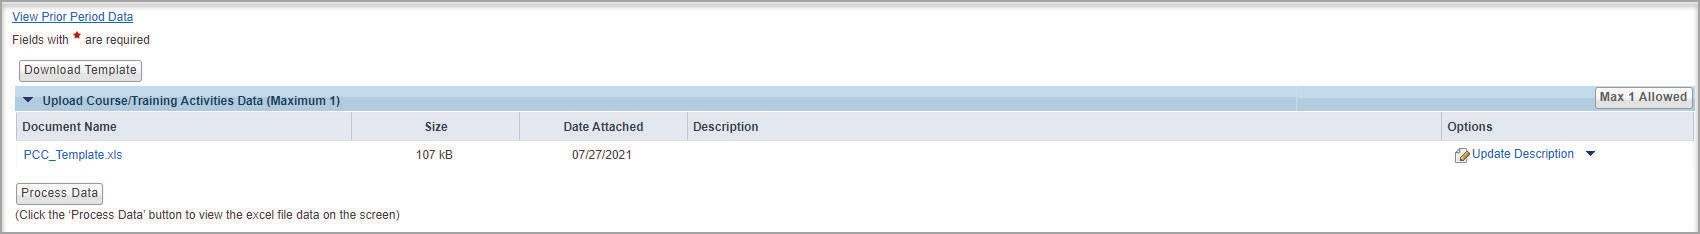 View Prior Period Data
Fields with * are required
Download Template
Upload Course/Training Activities Data (Maximum 1) Max 1 Allowed
Document Name Size Date Attached Description Options
PCC_Template.xls 107 kB 07/27/2021 Update Description
Process Data
(Click the 'Process Data' button to view the excel file data on the screen)